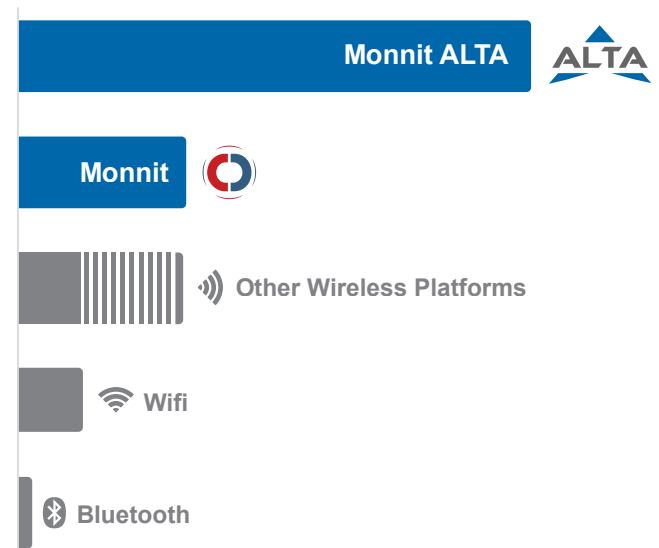 Monnit ALTA
ALTA
Monnit
Other Wireless Platforms
Wifi
Bluetooth